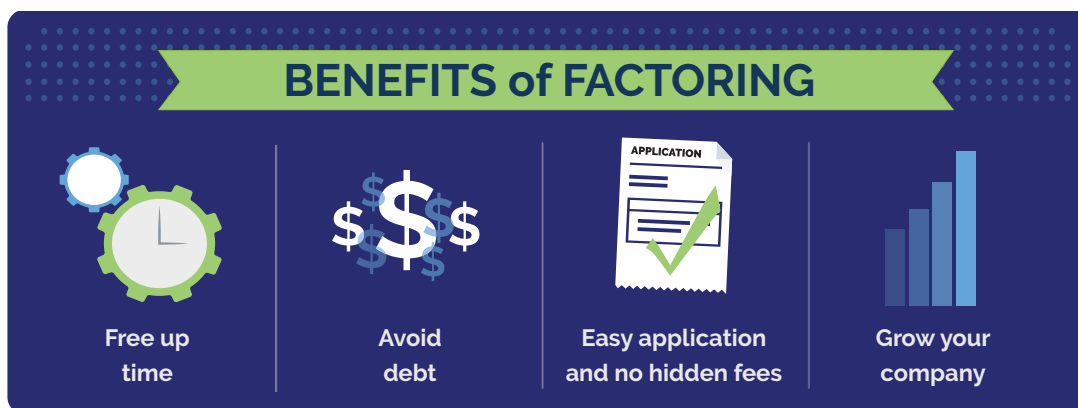 BENEFITS of FACTORING
APPLICATION
$ $ $ $ $ $ $
Free up
time
Avoid
debt
Easy application
and no hidden fees
Grow your
company